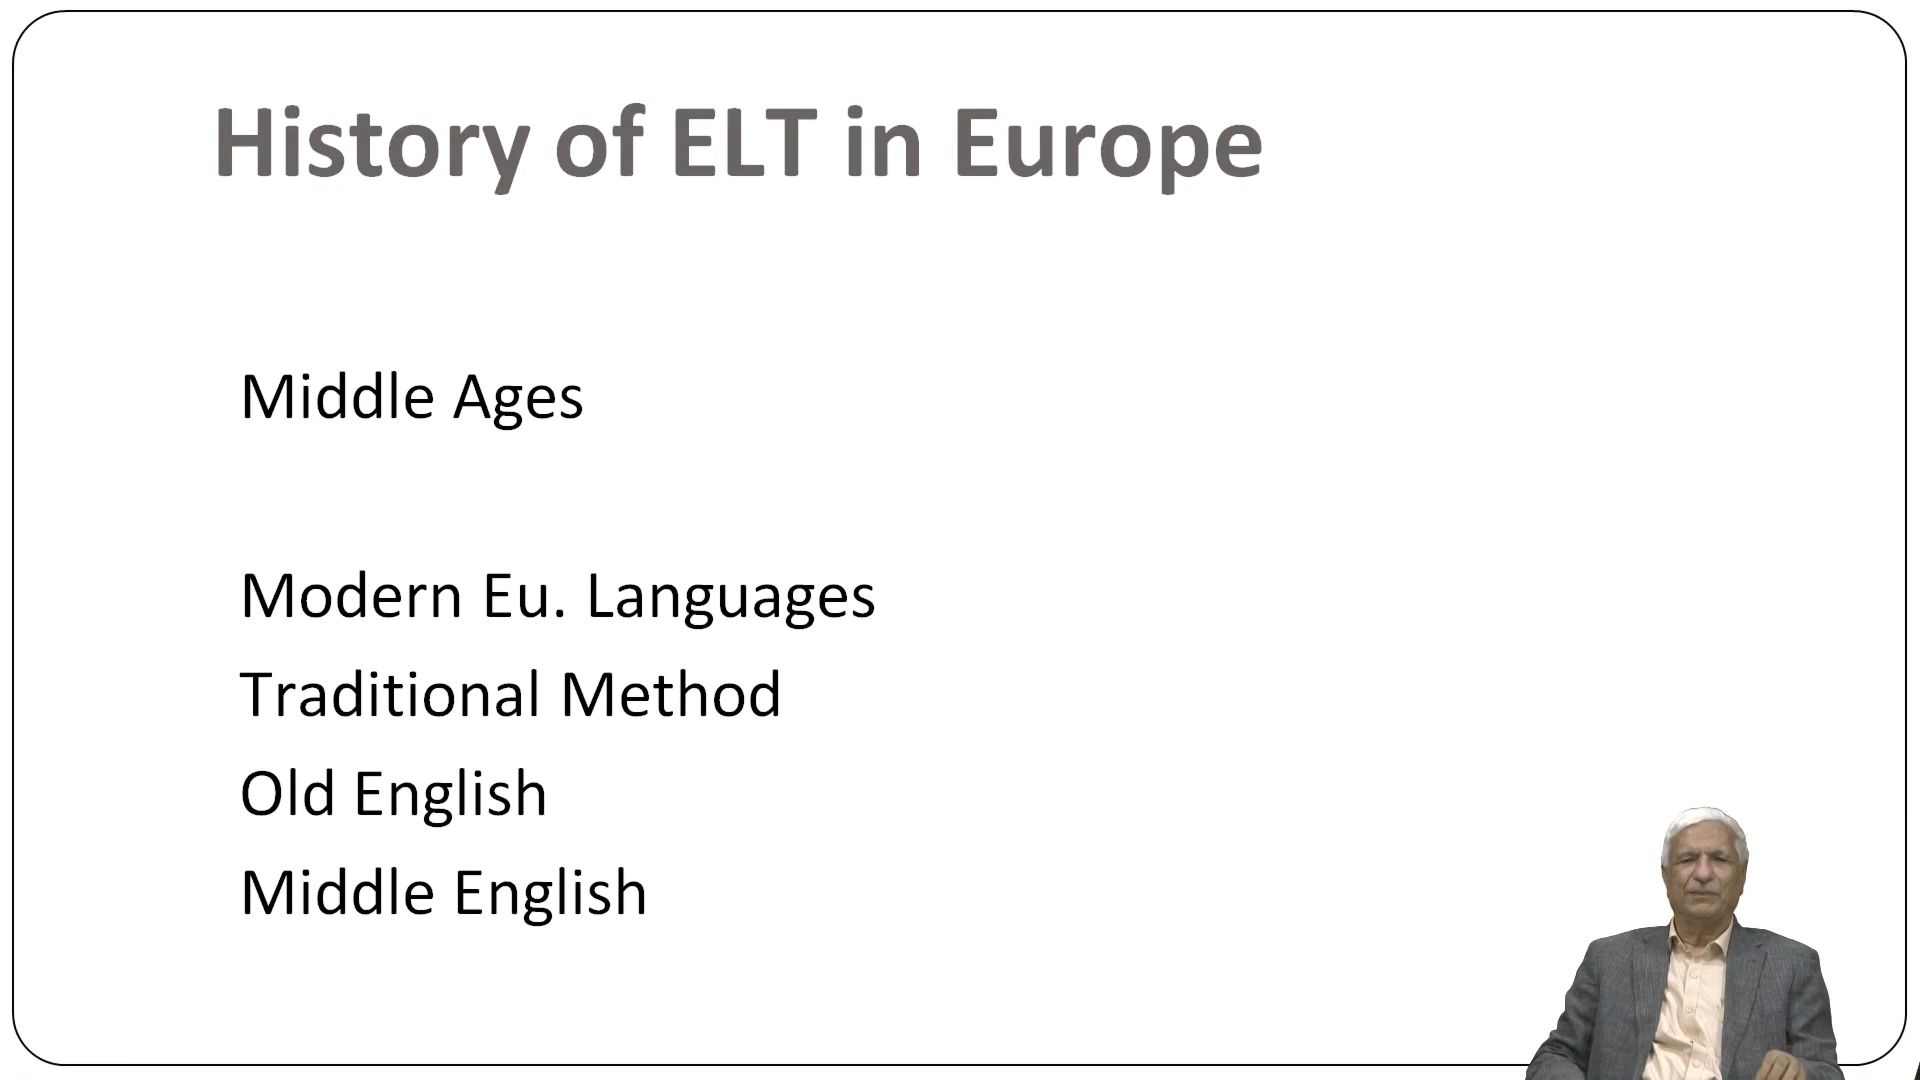 History of ELT in Europe
Middle Ages
Modern Eu. Languages
Traditional Method
Old English
Middle English